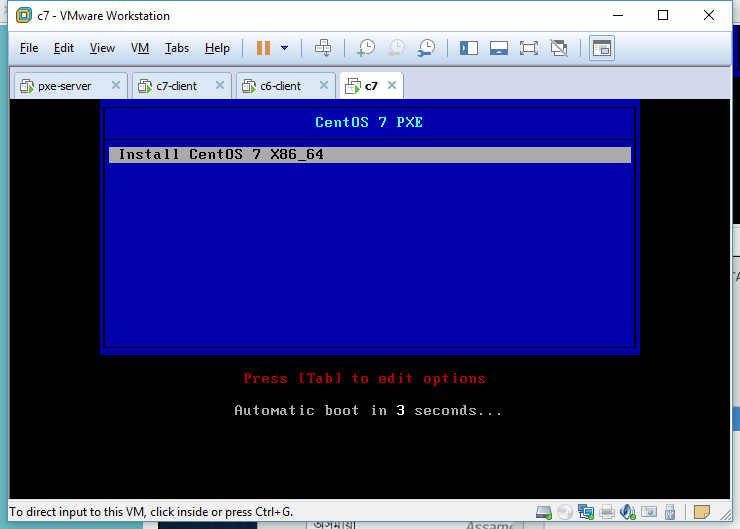 c7 - VMware Workstation
File Edit View VM Tabs Help
pxe-server c7-client c6-client c7
CentOS 7 PXE
Install CentOS 7 X86_64
Press [Tab] to edit options
Automatic boot in 3 seconds...
To direct input to this VM, click inside or press Ctrl+G.